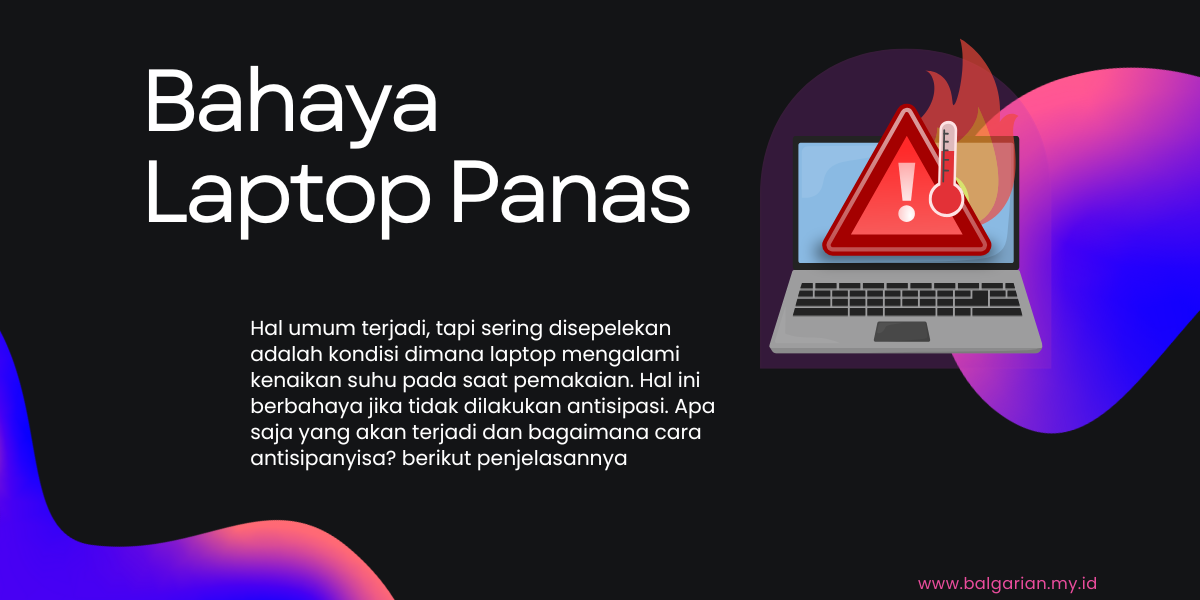 Bahaya
Laptop Panas
Hal umum terjadi, tapi sering disepelekan
adalah kondisi dimana laptop mengalami
kenaikan suhu pada saat pemakaian. Hal ini
berbahaya jika tidak dilakukan antisipasi. Apa
saja yang akan terjadi dan bagaimana cara
antisipanyisa? berikut penjelasannya
www.balgarian.my.id